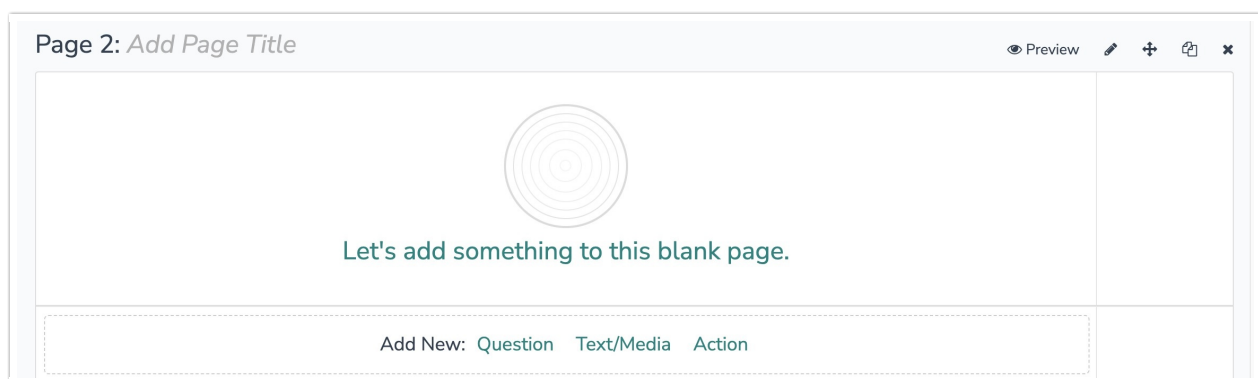 Page 2: Add Page Title
Preview
Let's add something to this blank page.
Add New: Question Text/Media Action